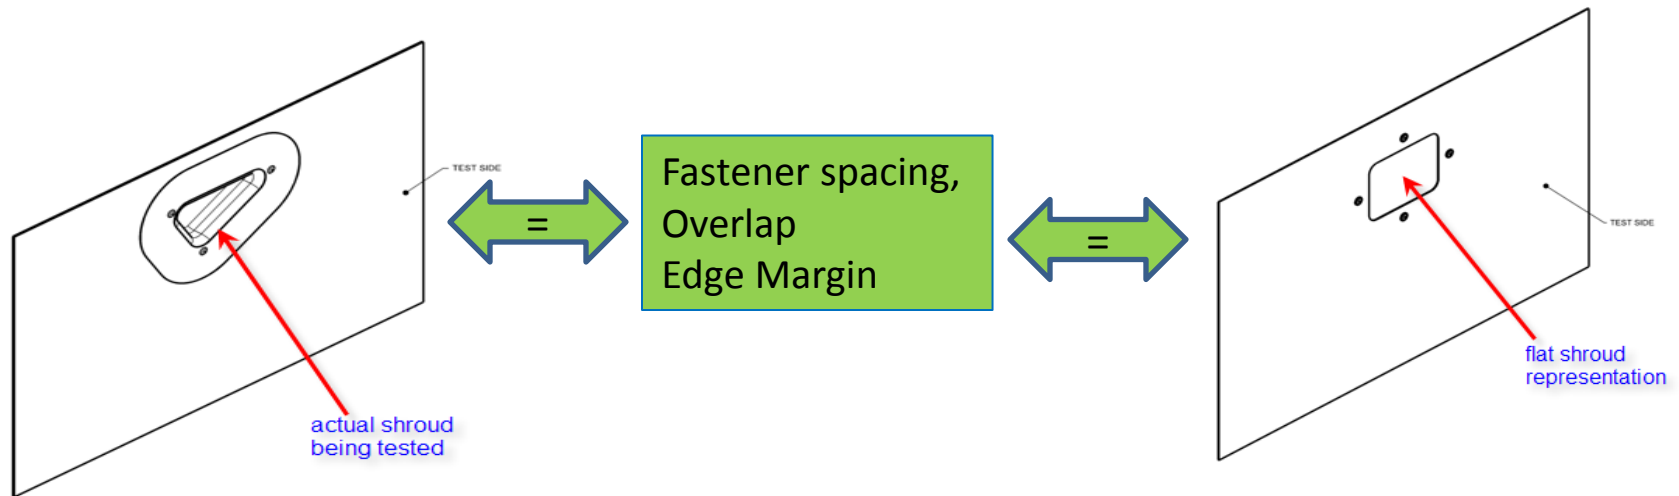 TEST SIDE
actual shroud
being tested
=
Fastener spacing,
Overlap
Edge Margin
=
TEST SIDE
flat shroud
representation